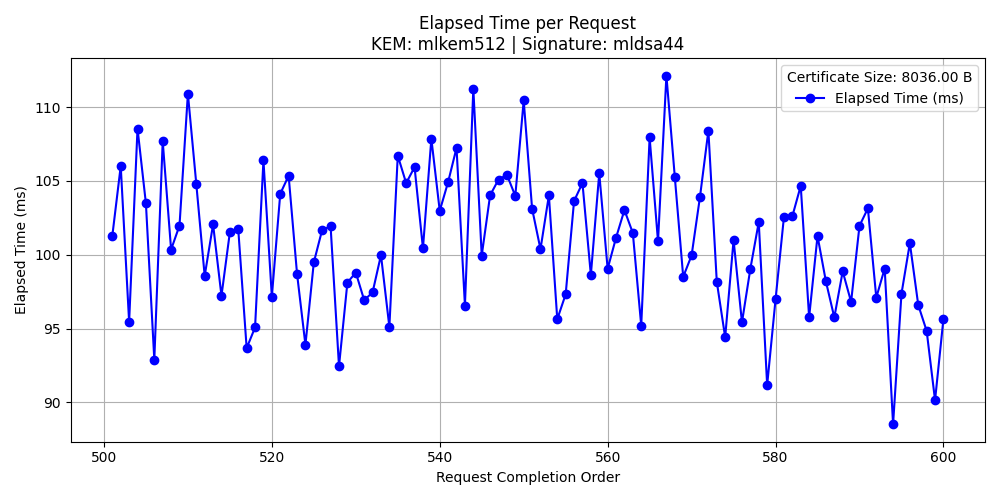 Elapsed Time per Request
KEM: mlkem512 | Signature: mldsa44
Certificate Size: 8036.00 B
Elapsed Time (ms)
Elapsed Time (ms)
110
105
100
95
90
500 520 540 560 580 600
Request Completion Order